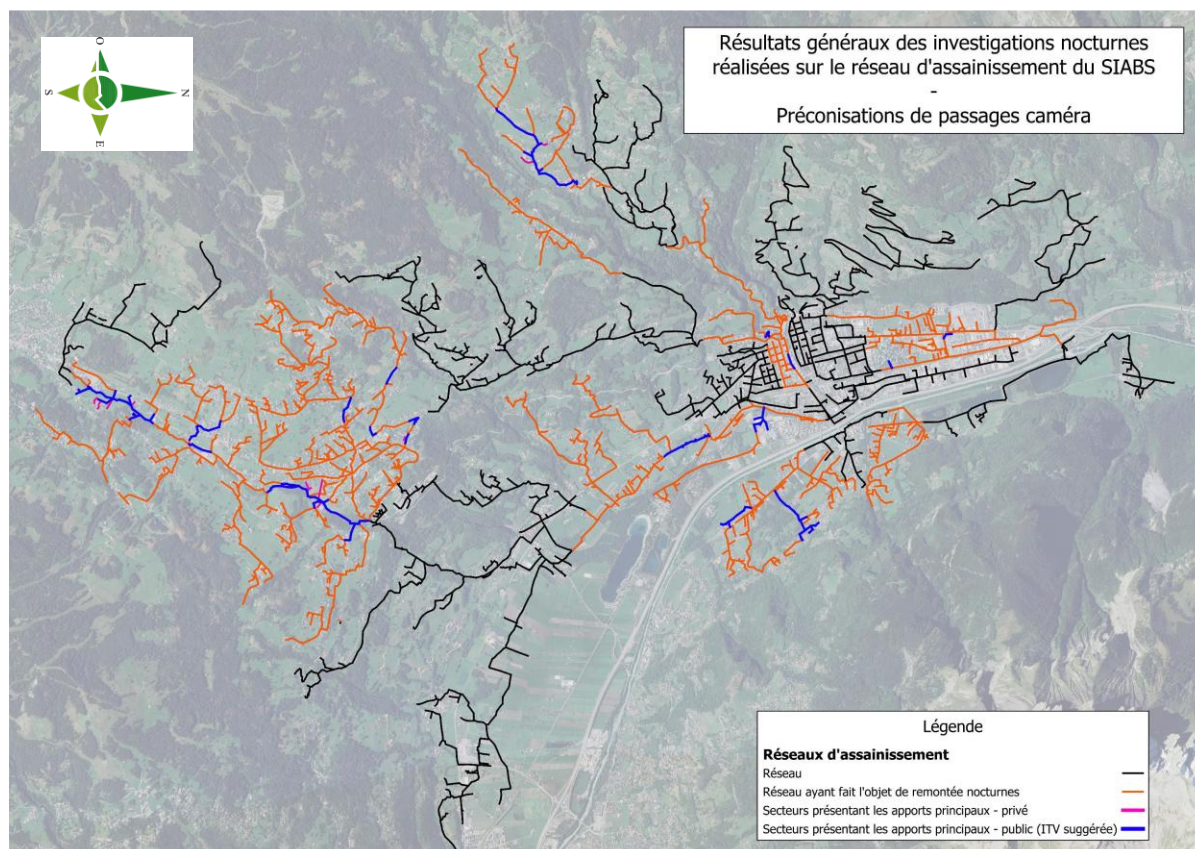 O
S
N
E
Résultats généraux des investigations nocturnes
réalisées sur le réseau d'assainissement du SIABS
-
Préconisations de passages caméra
Légende
Réseaux d'assainissement
Réseau
Réseau ayant fait l'objet de remontée nocturnes
Secteurs présentant les apports principaux - privé
Secteurs présentant les apports principaux - public (ITV suggérée)